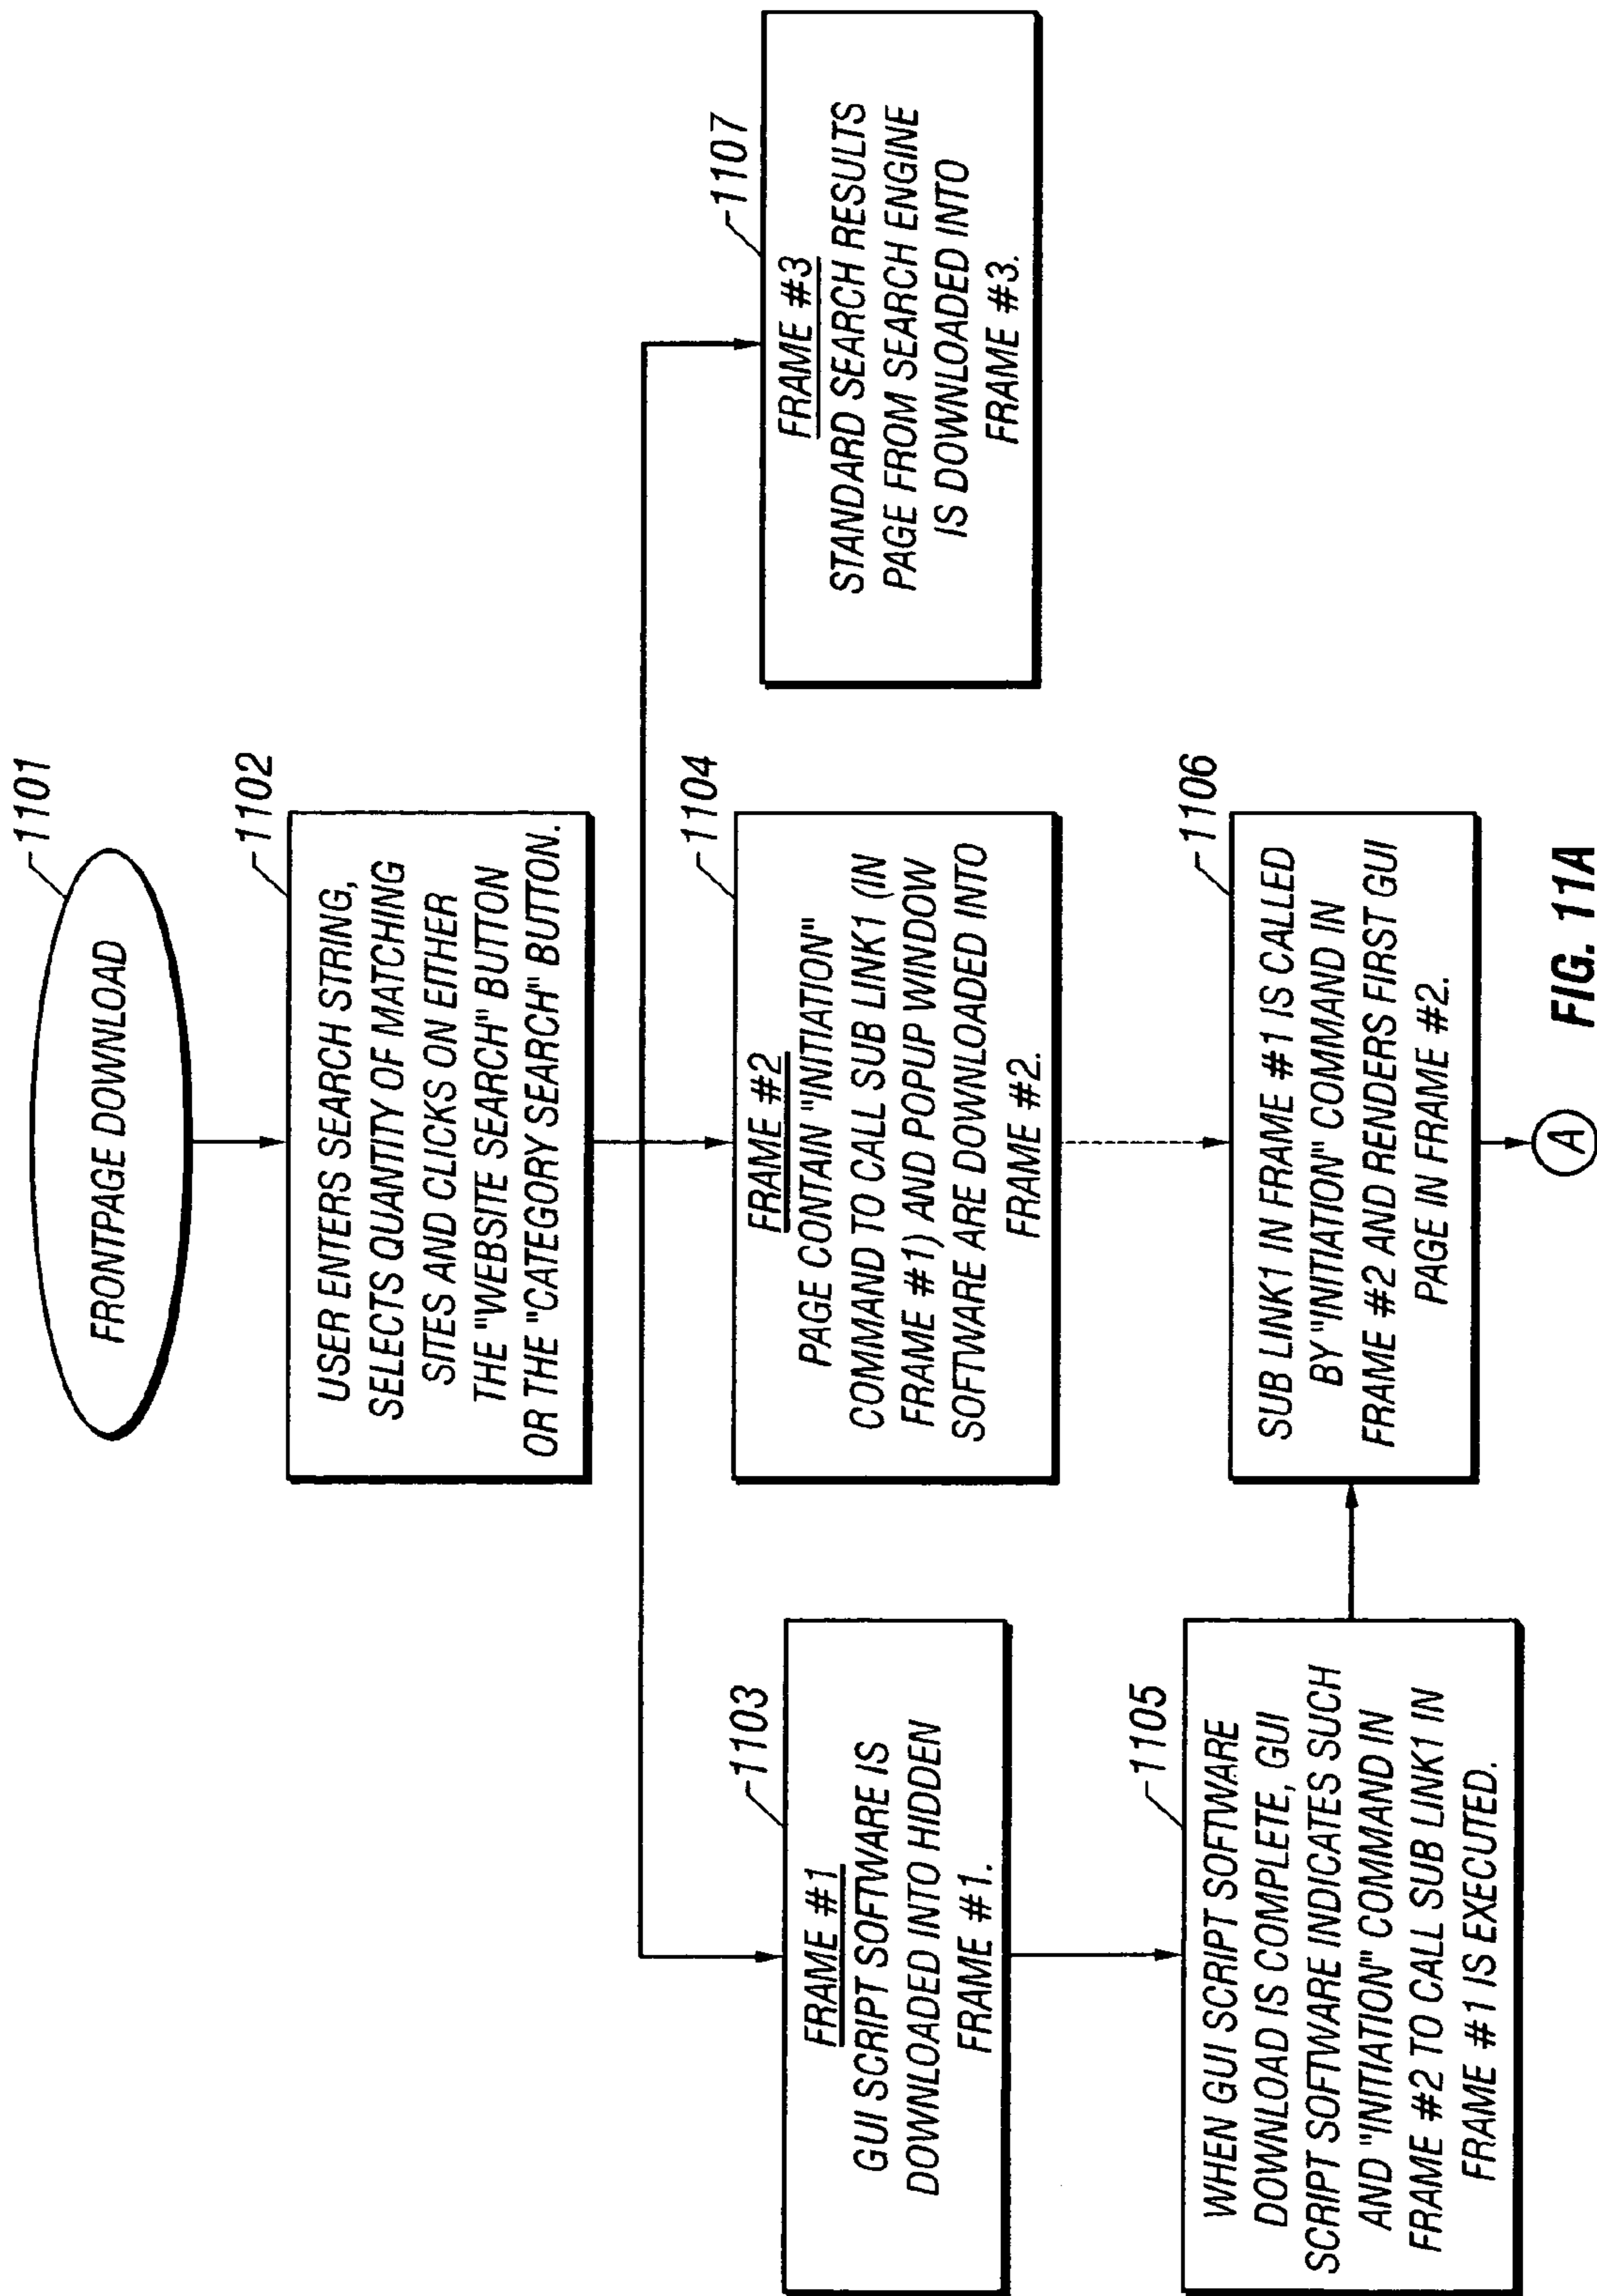 1101
FRONTPAGE DOWNLOAD
1102
USER ENTERS SEARCH STRING,
SELECTS QUANTITY OF MATCHING
SITES AND CLICKS ON EITHER
THE "WEBSITE SEARCH" BUTTON
OR THE "CATEGORY SEARCH" BUTTON.
1103
FRAME #1
GUI SCRIPT SOFTWARE IS
DOWNLOADED INTO HIDDEN
FRAME #1.
1104
FRAME #2
PAGE CONTAIN "INITIATION"
COMMAND TO CALL SUB LINK1 (IN
FRAME #1) AND POPUP WINDOW
SOFTWARE ARE DOWNLOADED INTO
FRAME #2.
1107
FRAME #3
STANDARD SEARCH RESULTS
PAGE FROM SEARCH ENGINE
IS DOWNLOADED INTO
FRAME #3.
1105
WHEN GUI SCRIPT SOFTWARE
DOWNLOAD IS COMPLETE, GUI
SCRIPT SOFTWARE INDICATES SUCH
AND "INITIATION" COMMAND IN
FRAME #2 TO CALL SUB LINK1 IN
FRAME #1 IS EXECUTED.
1106
SUB LINK1 IN FRAME #1 IS CALLED
BY "INITIATION" COMMAND IN
FRAME #2 AND RENDERS FIRST GUI
PAGE IN FRAME #2.
A
FIG. 11A